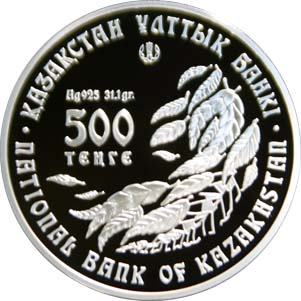 · ҚАЗАҚСТАН ҰЛТТЫҚ БАНКІ ·
Ag925 31.1gr.
500
ТЕҢГЕ
NATIONAL BANK OF KAZAKHSTAN